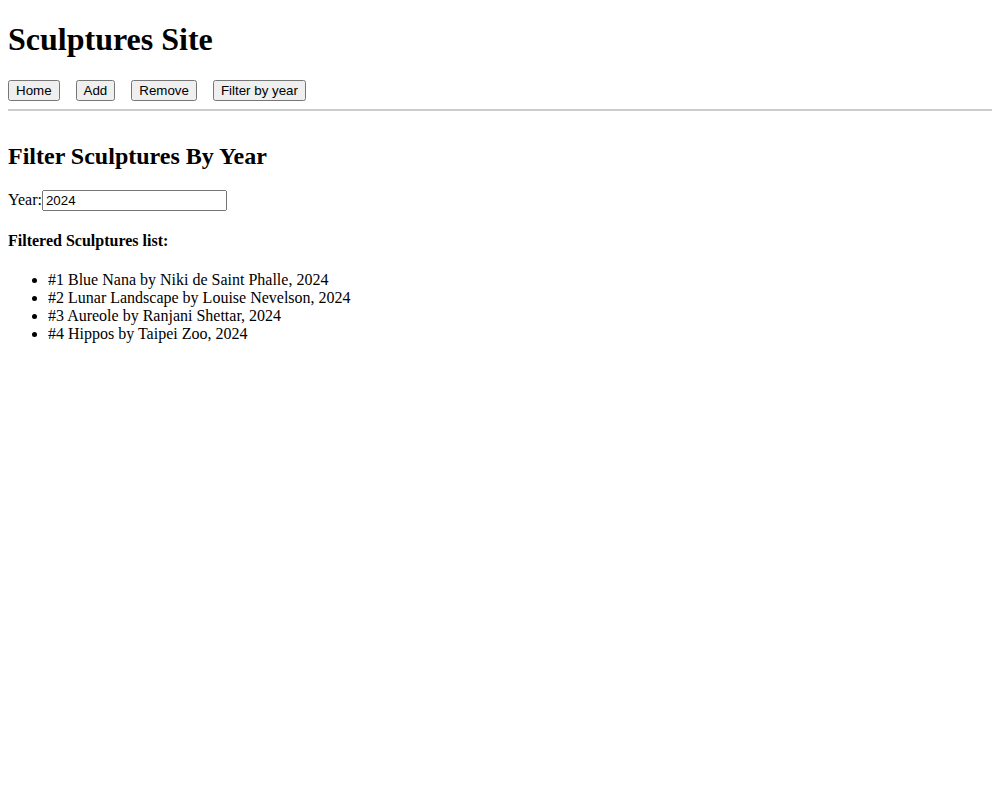 Sculptures Site
Home Add Remove Filter by year
Filter Sculptures By Year
Year: 2024
Filtered Sculptures list:
#1 Blue Nana by Niki de Saint Phalle, 2024
#2 Lunar Landscape by Louise Nevelson, 2024
#3 Aureole by Ranjani Shettar, 2024
#4 Hippos by Taipei Zoo, 2024